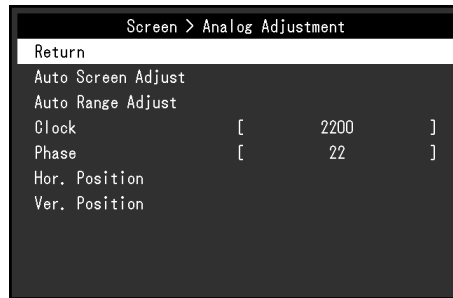 Screen > Analog Adjustment
Return
Auto Screen Adjust
Auto Range Adjust
Clock [ 2200 ]
Phase [ 22 ]
Hor. Position
Ver. Position